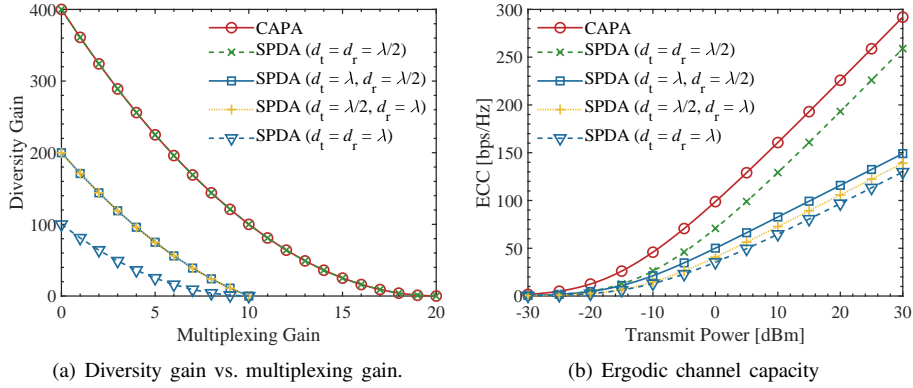 400
300
200
100
0
Diversity Gain
0 5 10 15 20
Multiplexing Gain
CAPA
SPDA (dt = dr = λ/2)
SPDA (dt = λ, dr = λ/2)
SPDA (dt = λ/2, dr = λ)
SPDA (dt = dr = λ)
(a) Diversity gain vs. multiplexing gain.
300
250
200
150
100
50
0
ECC [bps/Hz]
-30 -20 -10 0 10 20 30
Transmit Power [dBm]
CAPA
SPDA (dt = dr = λ/2)
SPDA (dt = λ, dr = λ/2)
SPDA (dt = λ/2, dr = λ)
SPDA (dt = dr = λ)
(b) Ergodic channel capacity